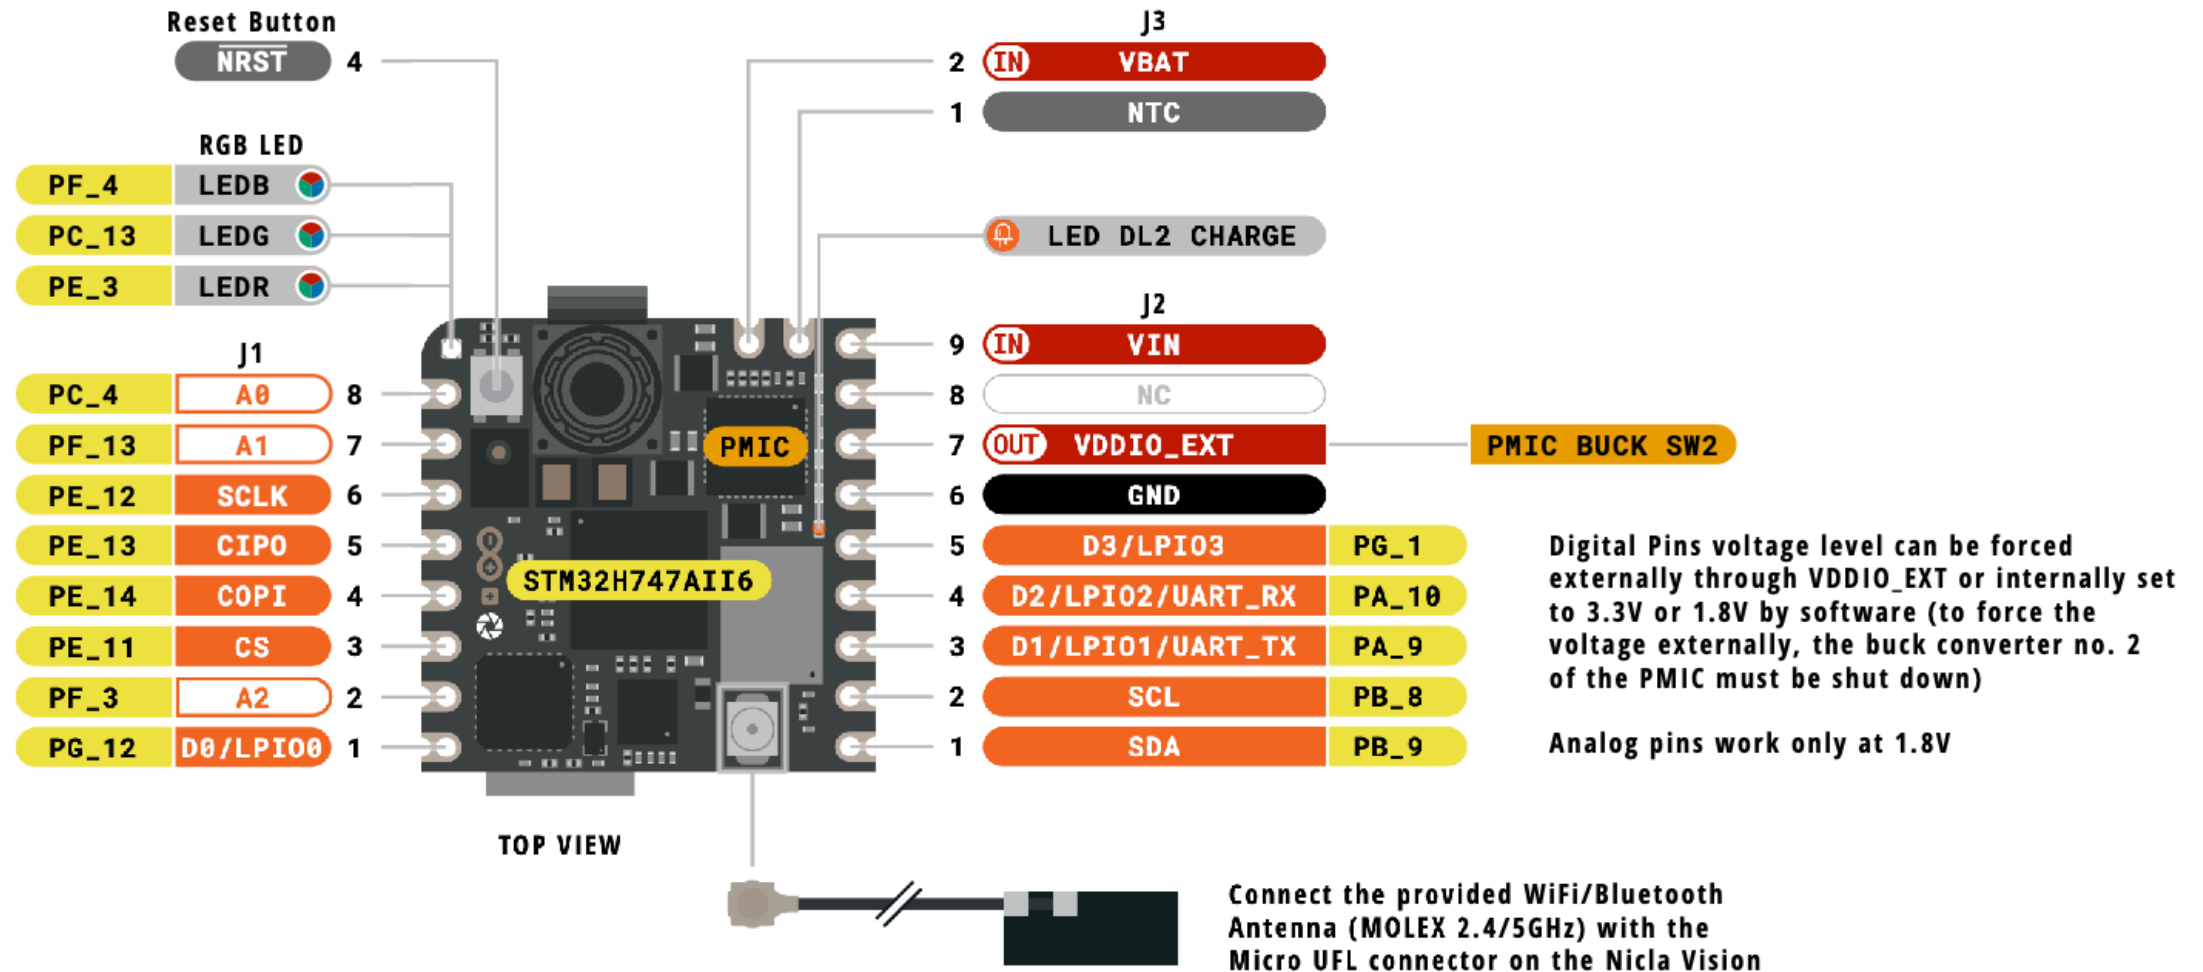 Reset Button
NRST 4
RGB LED
PF_4 LEDB
PC_13 LEDG
PE_3 LEDR
J1
PC_4 A0 8
PF_13 A1 7
PE_12 SCLK 6
PE_13 CIPO 5
PE_14 COPI 4
PE_11 CS 3
PF_3 A2 2
PG_12 D0/LPIO0 1
PMIC
STM32H747AII6
TOP VIEW
J3
2 IN VBAT
1 NTC
LED DL2 CHARGE
J2
9 IN VIN
8 NC
7 OUT VDDIO_EXT PMIC BUCK SW2
6 GND
5 D3/LPIO3 PG_1
4 D2/LPIO2/UART_RX PA_10
3 D1/LPIO1/UART_TX PA_9
2 SCL PB_8
1 SDA PB_9
Digital Pins voltage level can be forced
externally through VDDIO_EXT or internally set
to 3.3V or 1.8V by software (to force the
voltage externally, the buck converter no. 2
of the PMIC must be shut down)
Analog pins work only at 1.8V
Connect the provided WiFi/Bluetooth
Antenna (MOLEX 2.4/5GHz) with the
Micro UFL connector on the Nicla Vision